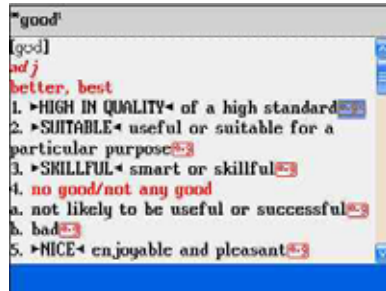 *good¹
[gʊd]
adj
better, best
1. ►HIGH IN QUALITY◄ of a high standard
2. ►SUITABLE◄ useful or suitable for a
particular purpose
3. ►SKILLFUL◄ smart or skillful
4. no good/not any good
a. not likely to be useful or successful
b. bad
5. ►NICE◄ enjoyable and pleasant